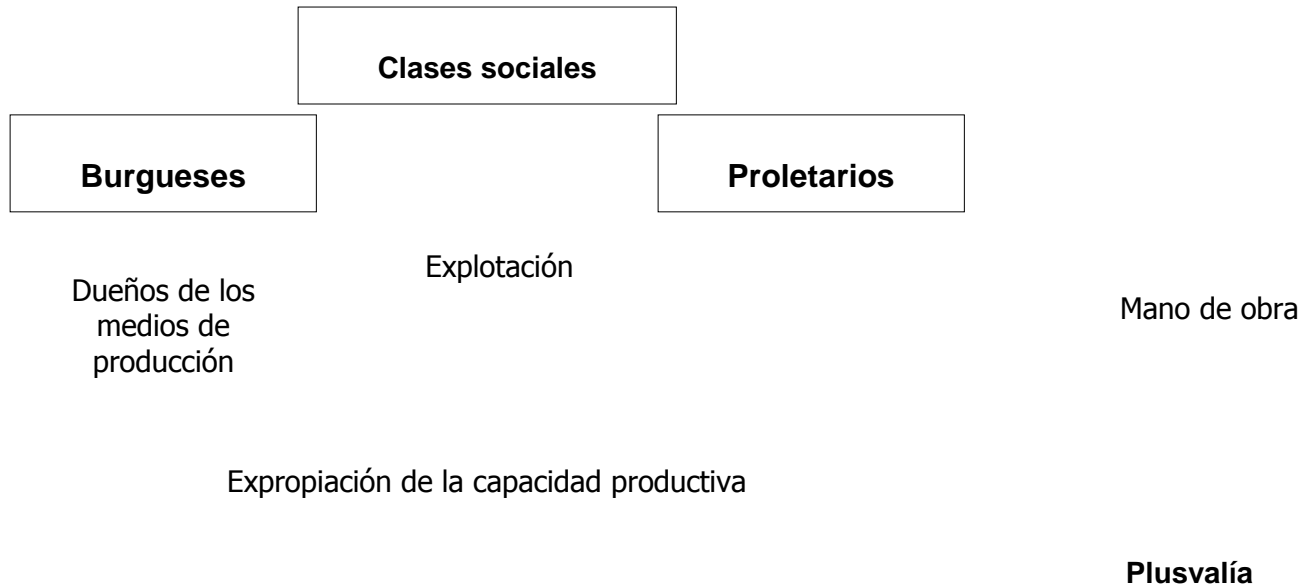 Clases sociales
Burgueses
Proletarios
Explotación
Dueños de los
medios de
producción
Mano de obra
Expropiación de la capacidad productiva
Plusvalía